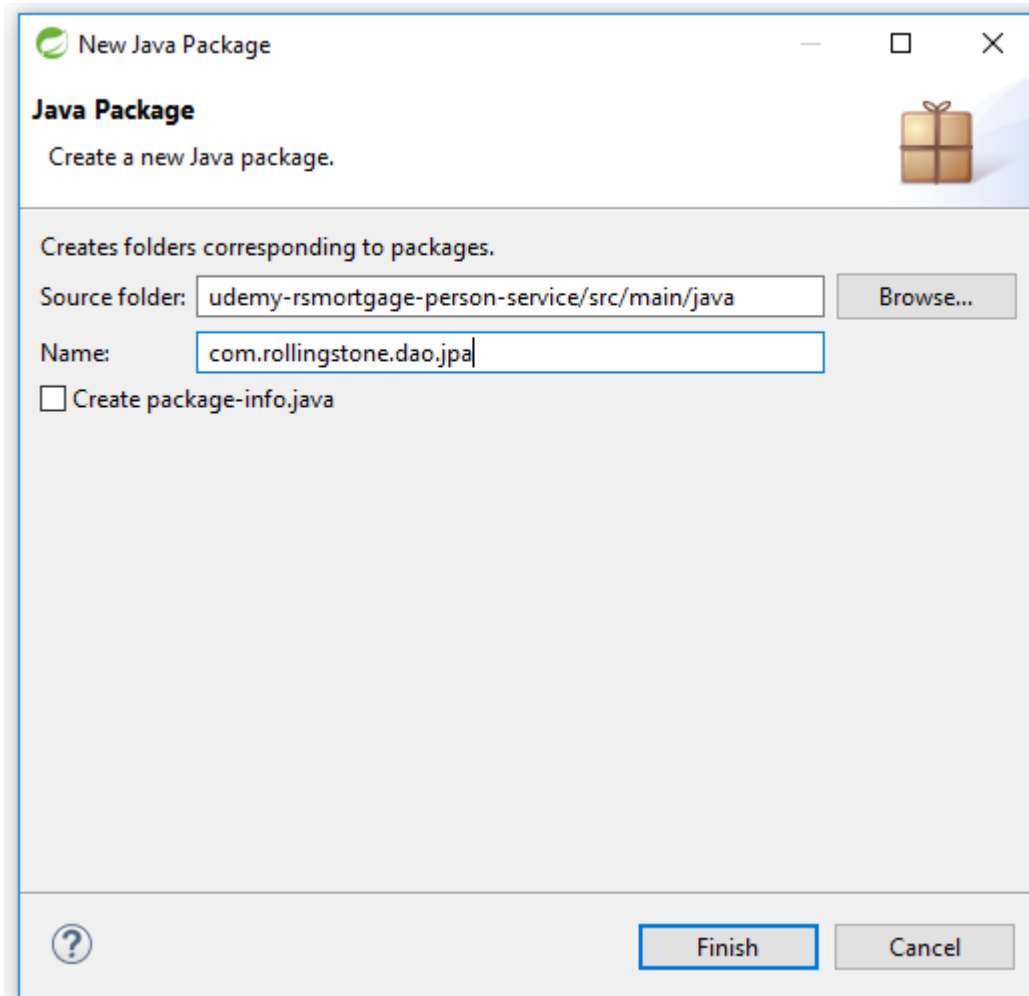 New Java Package
Java Package
Create a new Java package.
Creates folders corresponding to packages.
Source folder: udemy-rsmortgage-person-service/src/main/java Browse...
Name: com.rollingstone.dao.jpa
Create package-info.java
? Finish Cancel